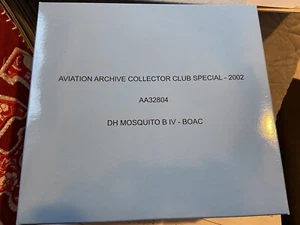 AVIATION ARCHIVE COLLECTOR CLUB SPECIAL - 2002
AA32804
DH MOSQUITO B IV - BOAC